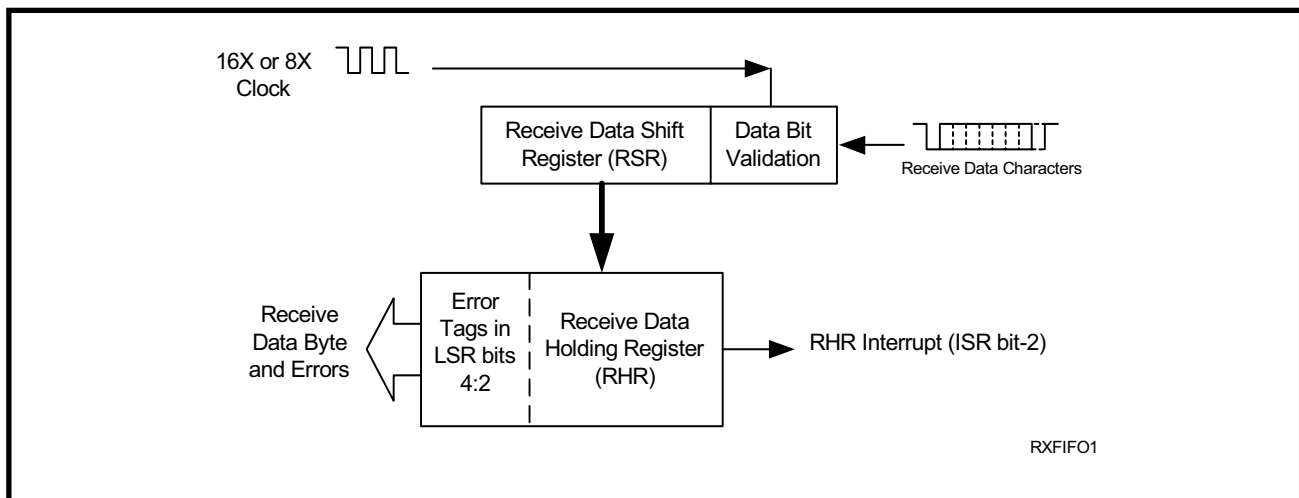 16X or 8X
Clock
Receive Data Shift
Register (RSR)
Data Bit
Validation
Receive Data Characters
Receive
Data Byte
and Errors
Error
Tags in
LSR bits
4:2
Receive Data
Holding Register
(RHR)
RHR Interrupt (ISR bit-2)
RXFIFO1